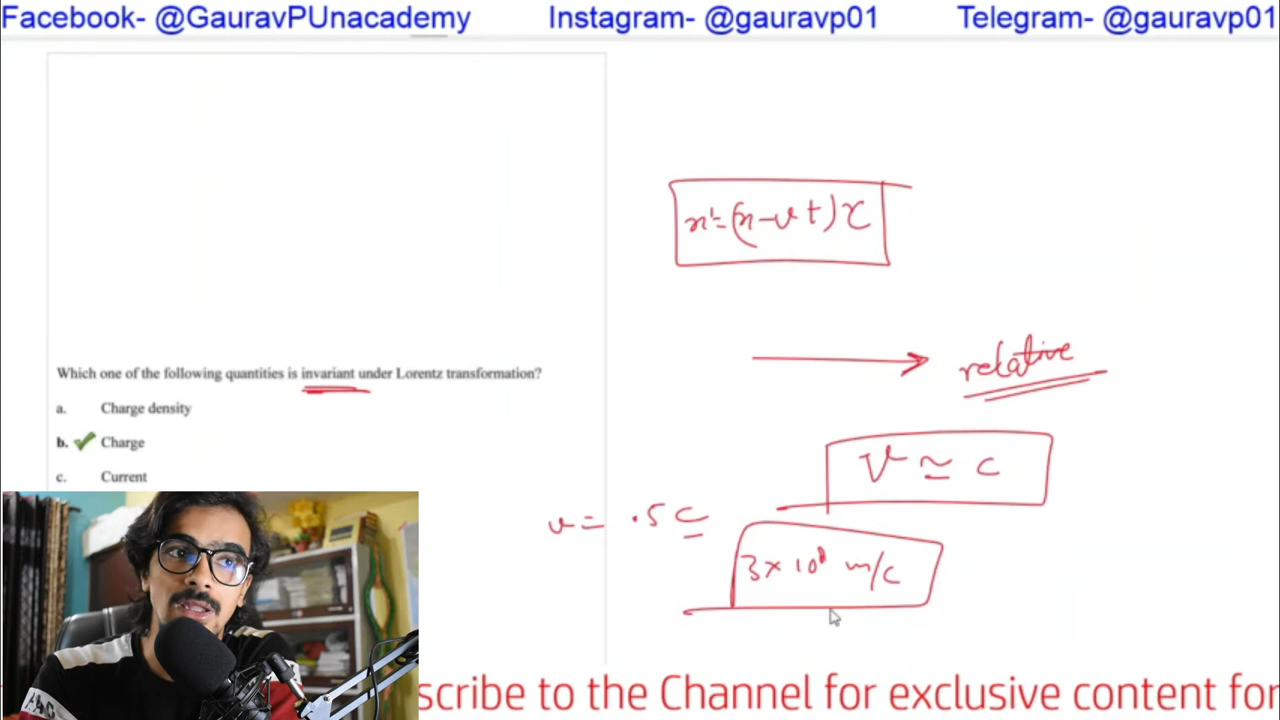 Facebook- @GauravPUnacademy Instagram- @gauravp01 Telegram- @gauravp01
x'=(x-vt)γ
Which one of the following quantities is invariant under Lorentz transformation?
relative
a. Charge density
b. Charge
v ≃ c
c. Current
v = .5 c
3×10⁸ m/c
scribe to the Channel for exclusive content for